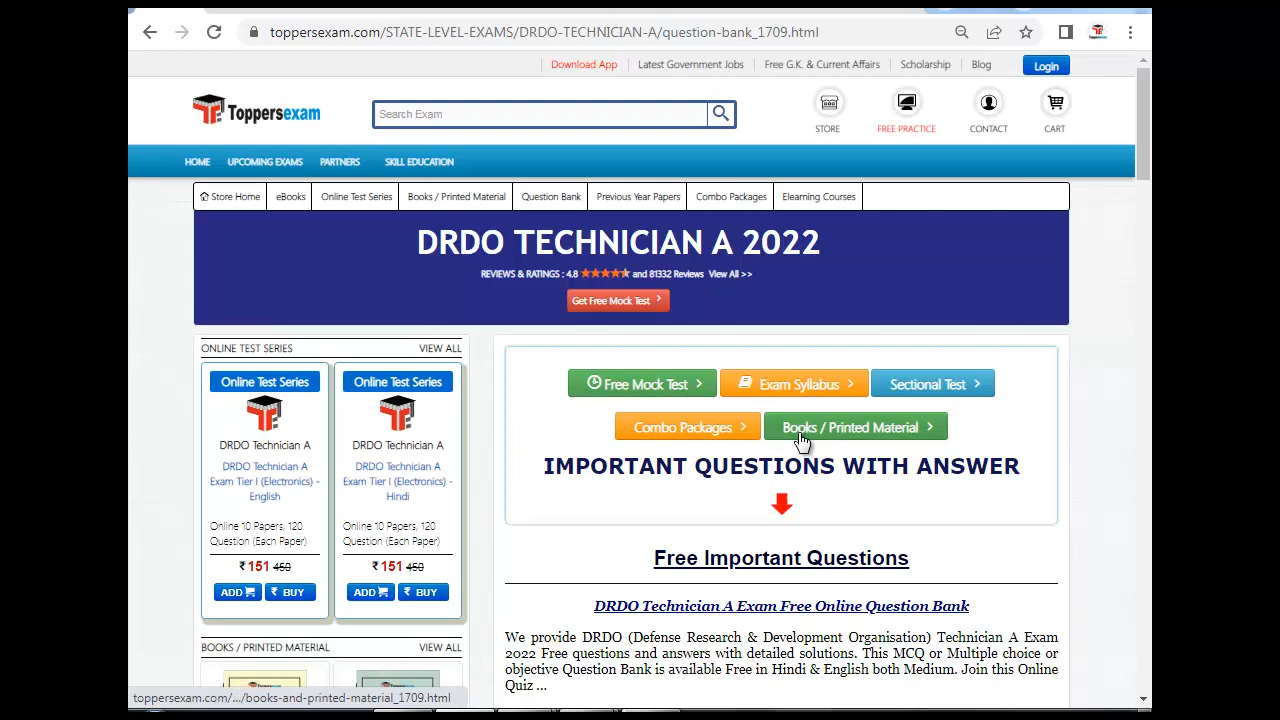 toppersexam.com/STATE-LEVEL-EXAMS/DRDO-TECHNICIAN-A/question-bank_1709.html
Download App
Latest Government Jobs
Free G.K. & Current Affairs
Scholarship
Blog
Login
Toppersexam
Search Exam
STORE
FREE PRACTICE
CONTACT
CART
HOME
UPCOMING EXAMS
PARTNERS
SKILL EDUCATION
Store Home
eBooks
Online Test Series
Books / Printed Material
Question Bank
Previous Year Papers
Combo Packages
Elearning Courses
DRDO TECHNICIAN A 2022
REVIEWS & RATINGS : 4.8 ★★★★★ and 81332 Reviews View All >>
Get Free Mock Test >
ONLINE TEST SERIES
VIEW ALL
Online Test Series
DRDO Technician A
DRDO Technician A
Exam Tier I (Electronics) -
English
Online 10 Papers, 120
Question (Each Paper)
₹ 151 450
ADD
₹ BUY
Online Test Series
DRDO Technician A
DRDO Technician A
Exam Tier I (Electronics) -
Hindi
Online 10 Papers, 120
Question (Each Paper)
₹ 151 450
ADD
₹ BUY
BOOKS / PRINTED MATERIAL
VIEW ALL
Toppersexam
Toppersexam
Free Mock Test >
Exam Syllabus >
Sectional Test >
Combo Packages >
Books / Printed Material >
IMPORTANT QUESTIONS WITH ANSWER
Free Important Questions
DRDO Technician A Exam Free Online Question Bank
We provide DRDO (Defense Research & Development Organisation) Technician A Exam
2022 Free questions and answers with detailed solutions. This MCQ or Multiple choice or
objective Question Bank is available Free in Hindi & English both Medium. Join this Online
Quiz ...
toppersexam.com/.../books-and-printed-material_1709.html